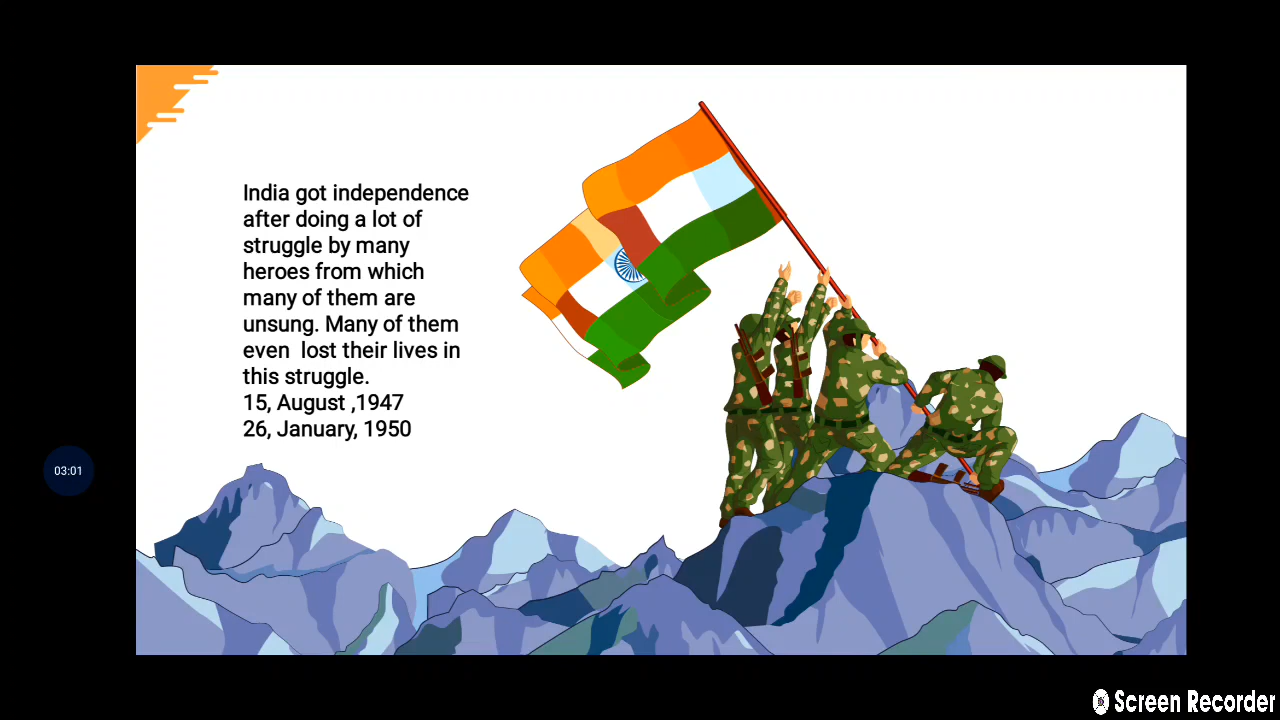 India got independence
after doing a lot of
struggle by many
heroes from which
many of them are
unsung. Many of them
even  lost their lives in
this struggle.
15, August ,1947
26, January, 1950
03:01
Screen Recorder